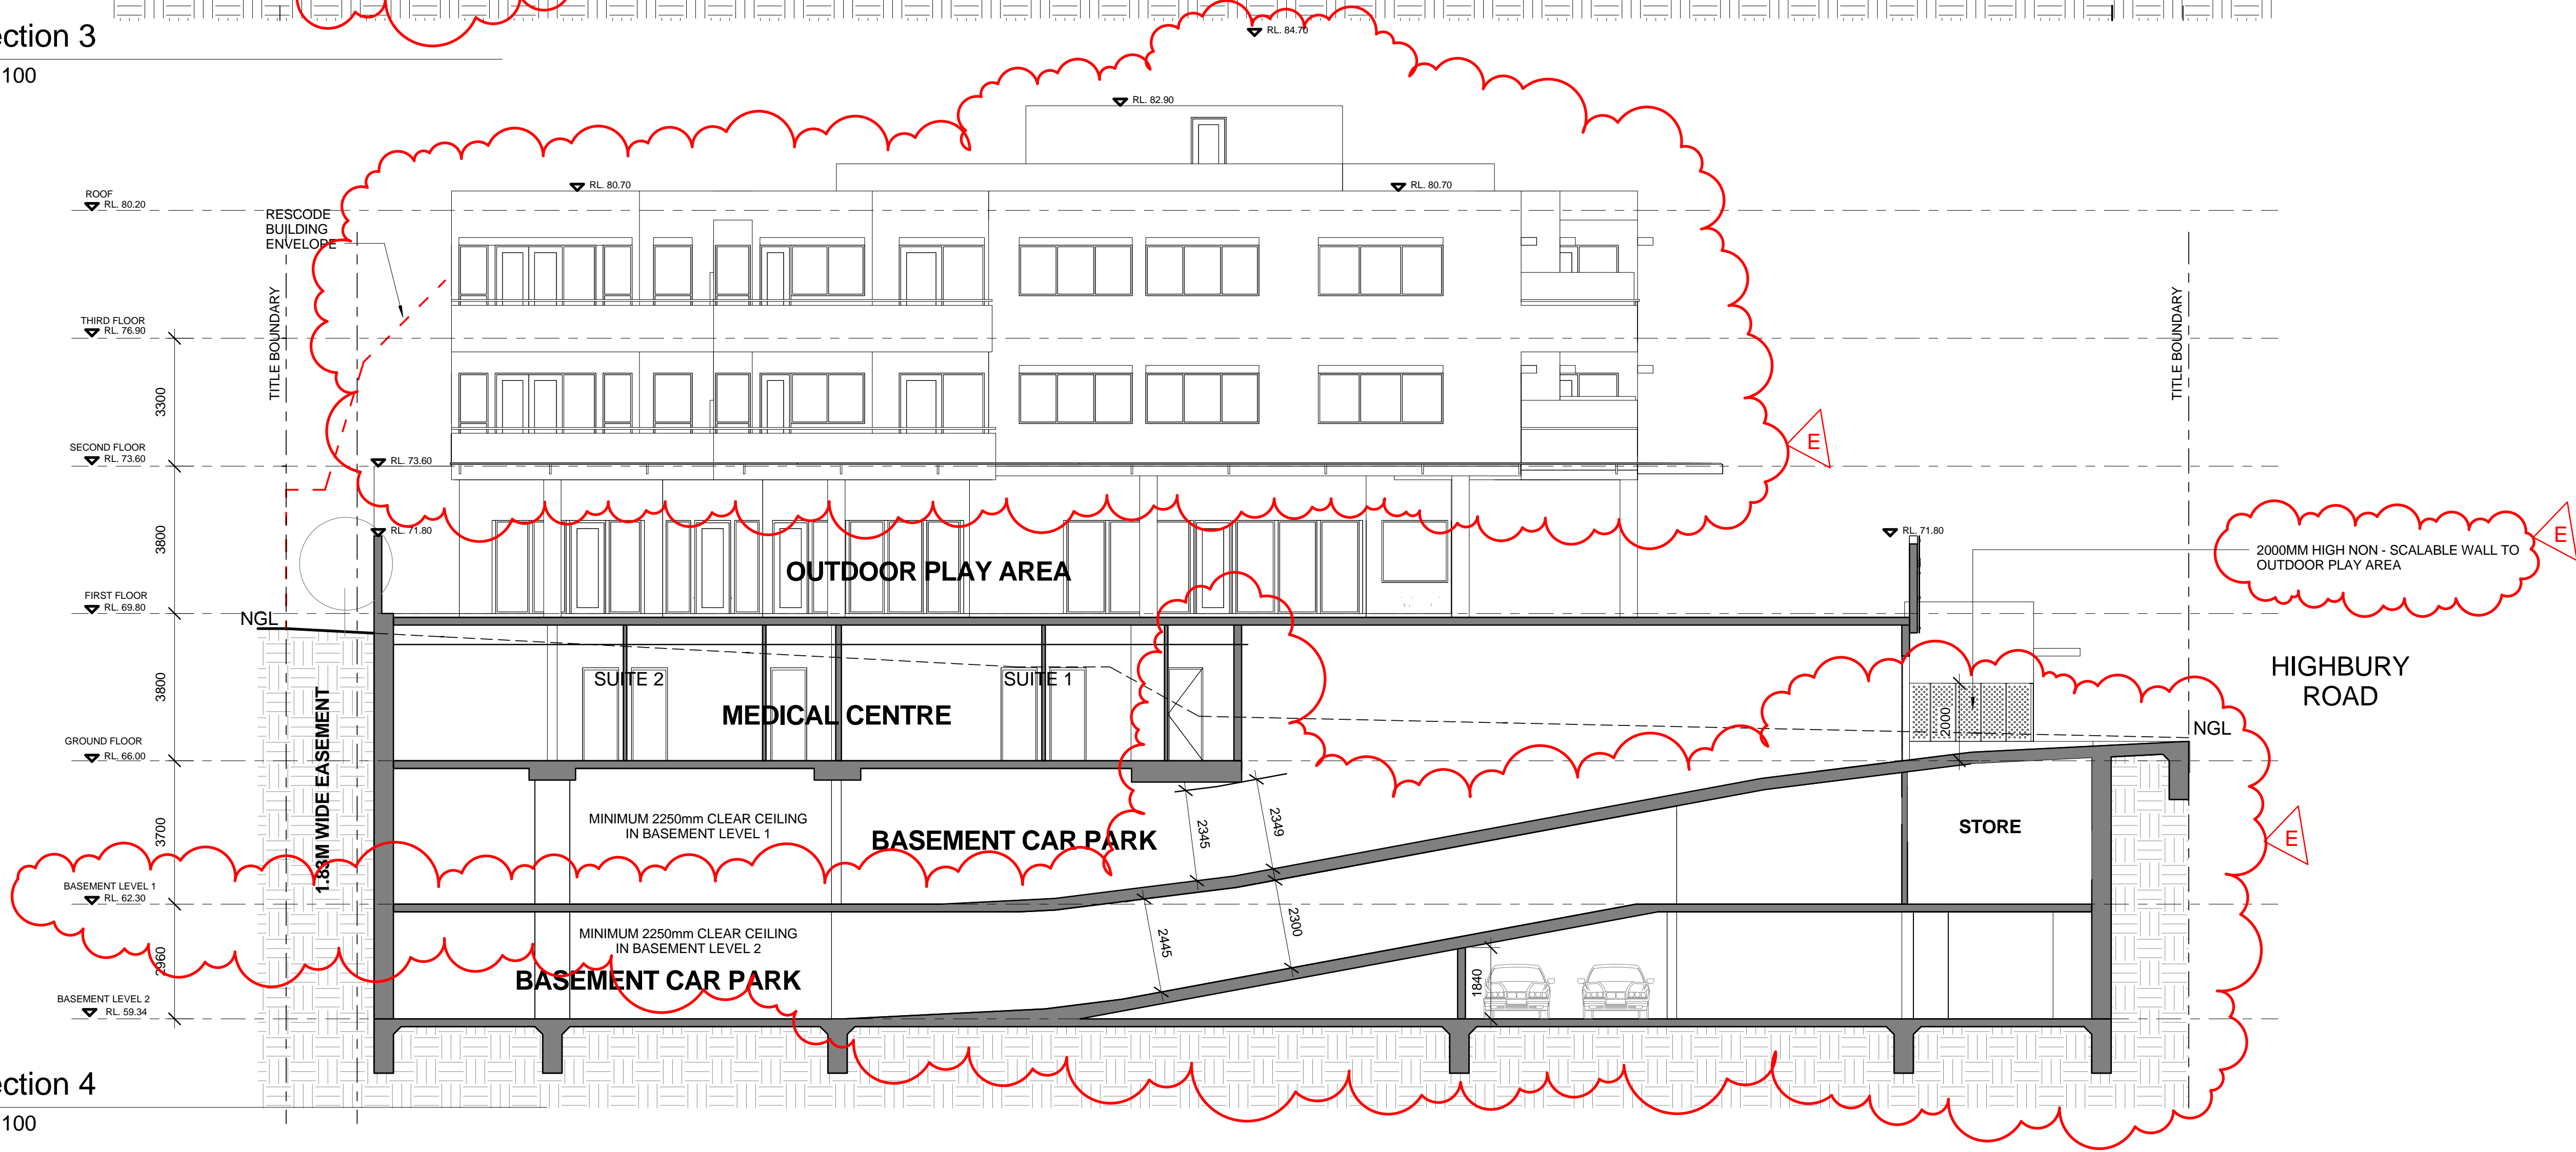 ection 3
100
RL. 84.70
RL. 82.90
RL. 80.70
RL. 80.70
ROOF
RL. 80.20
RESCODE
BUILDING
ENVELOPE
THIRD FLOOR
RL. 76.90
TITLE BOUNDARY
TITLE BOUNDARY
3300
E
SECOND FLOOR
RL. 73.60
RL. 73.60
3800
RL. 71.80
RL. 71.80
E
2000MM HIGH NON - SCALABLE WALL TO
OUTDOOR PLAY AREA
OUTDOOR PLAY AREA
FIRST FLOOR
RL. 69.80
NGL
HIGHBURY
ROAD
3800
SUITE 2
SUITE 1
MEDICAL CENTRE
2000
NGL
GROUND FLOOR
RL. 66.00
1.83M WIDE EASEMENT
3700
MINIMUM 2250mm CLEAR CEILING
IN BASEMENT LEVEL 1
BASEMENT CAR PARK
2345
2349
STORE
E
BASEMENT LEVEL 1
RL. 62.30
2960
MINIMUM 2250mm CLEAR CEILING
IN BASEMENT LEVEL 2
BASEMENT CAR PARK
2445
2300
1840
BASEMENT LEVEL 2
RL. 59.34
ection 4
100